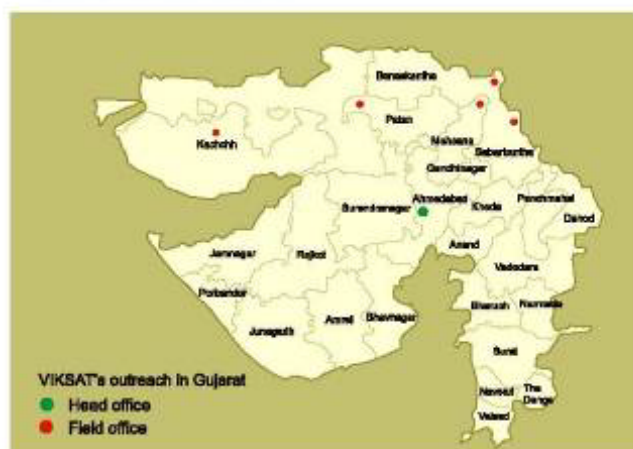 Banaskantha
Patan
Kachchh
Mehsana
Sabarkantha
Gandhinagar
Surendranagar
Ahmedabad
Kheda
Panchmahal
Dahod
Anand
Jamnagar
Rajkot
Vadodara
Porbandar
Junagadh
Amreli
Bhavnagar
Bharuch
Narmada
Surat
Navsari
The
Dangs
Valsad
VIKSAT's outreach in Gujarat
Head office
Field office